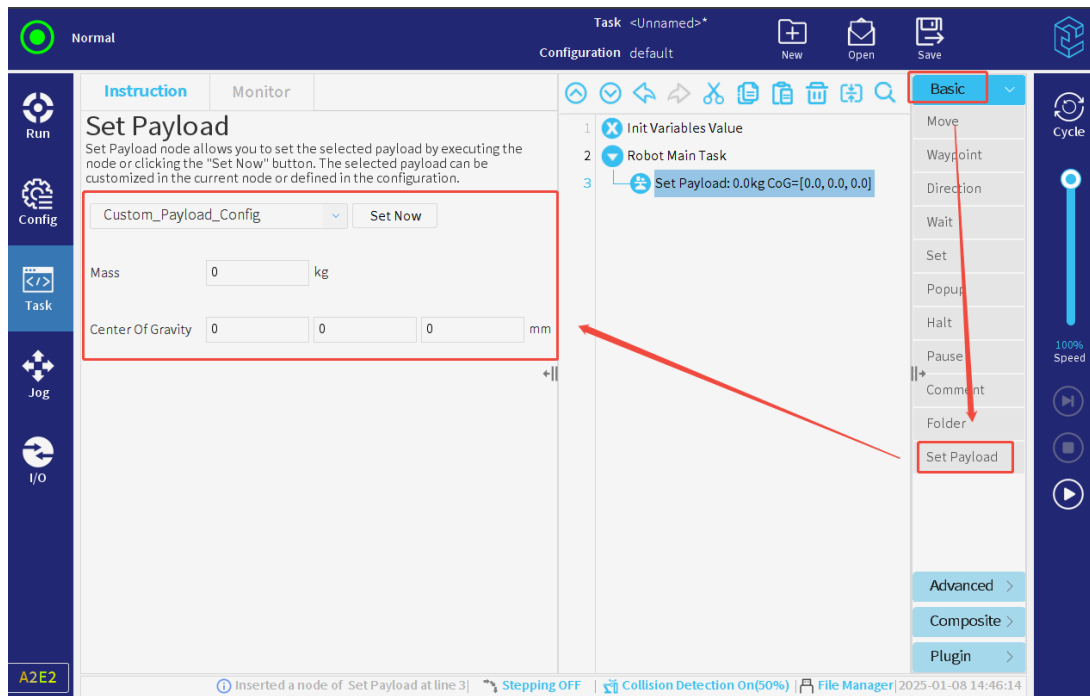 Normal
Task <Unnamed>*
Configuration default
New
Open
Save
Run
Config
Task
Jog
I/O
A2E2
Instruction
Monitor
Set Payload
Set Payload node allows you to set the selected payload by executing the
node or clicking the "Set Now" button. The selected payload can be
customized in the current node or defined in the configuration.
Custom_Payload_Config
Set Now
Mass 0 kg
Center Of Gravity 0 0 0 mm
1 Init Variables Value
2 Robot Main Task
3 Set Payload: 0.0kg CoG=[0.0, 0.0, 0.0]
Basic
Move
Waypoint
Direction
Wait
Set
Popup
Halt
Pause
Comment
Folder
Set Payload
Advanced >
Composite >
Plugin >
Cycle
100%
Speed
Inserted a node of Set Payload at line 3| Stepping OFF | Collision Detection On(50%) | File Manager|2025-01-08 14:46:14